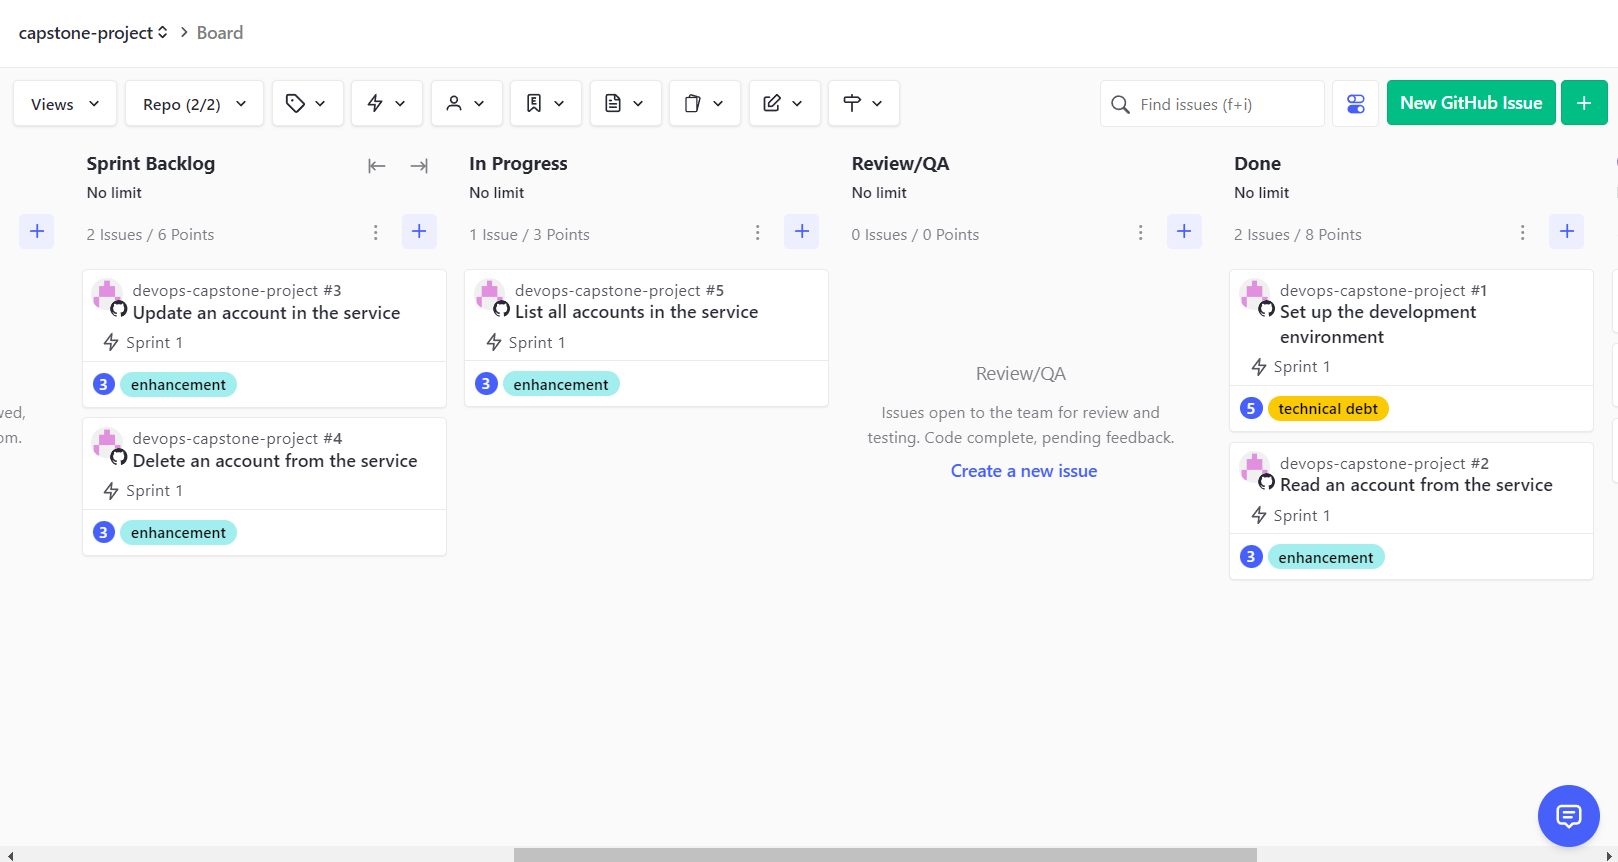 capstone-project > Board
Views
Repo (2/2)
Find issues (f+i)
New GitHub Issue
+
Sprint Backlog
No limit
2 Issues / 6 Points
devops-capstone-project #3
Update an account in the service
Sprint 1
3 enhancement
devops-capstone-project #4
Delete an account from the service
Sprint 1
3 enhancement
In Progress
No limit
1 Issue / 3 Points
devops-capstone-project #5
List all accounts in the service
Sprint 1
3 enhancement
Review/QA
No limit
0 Issues / 0 Points
Review/QA
Issues open to the team for review and
testing. Code complete, pending feedback.
Create a new issue
Done
No limit
2 Issues / 8 Points
devops-capstone-project #1
Set up the development
environment
Sprint 1
5 technical debt
devops-capstone-project #2
Read an account from the service
Sprint 1
3 enhancement